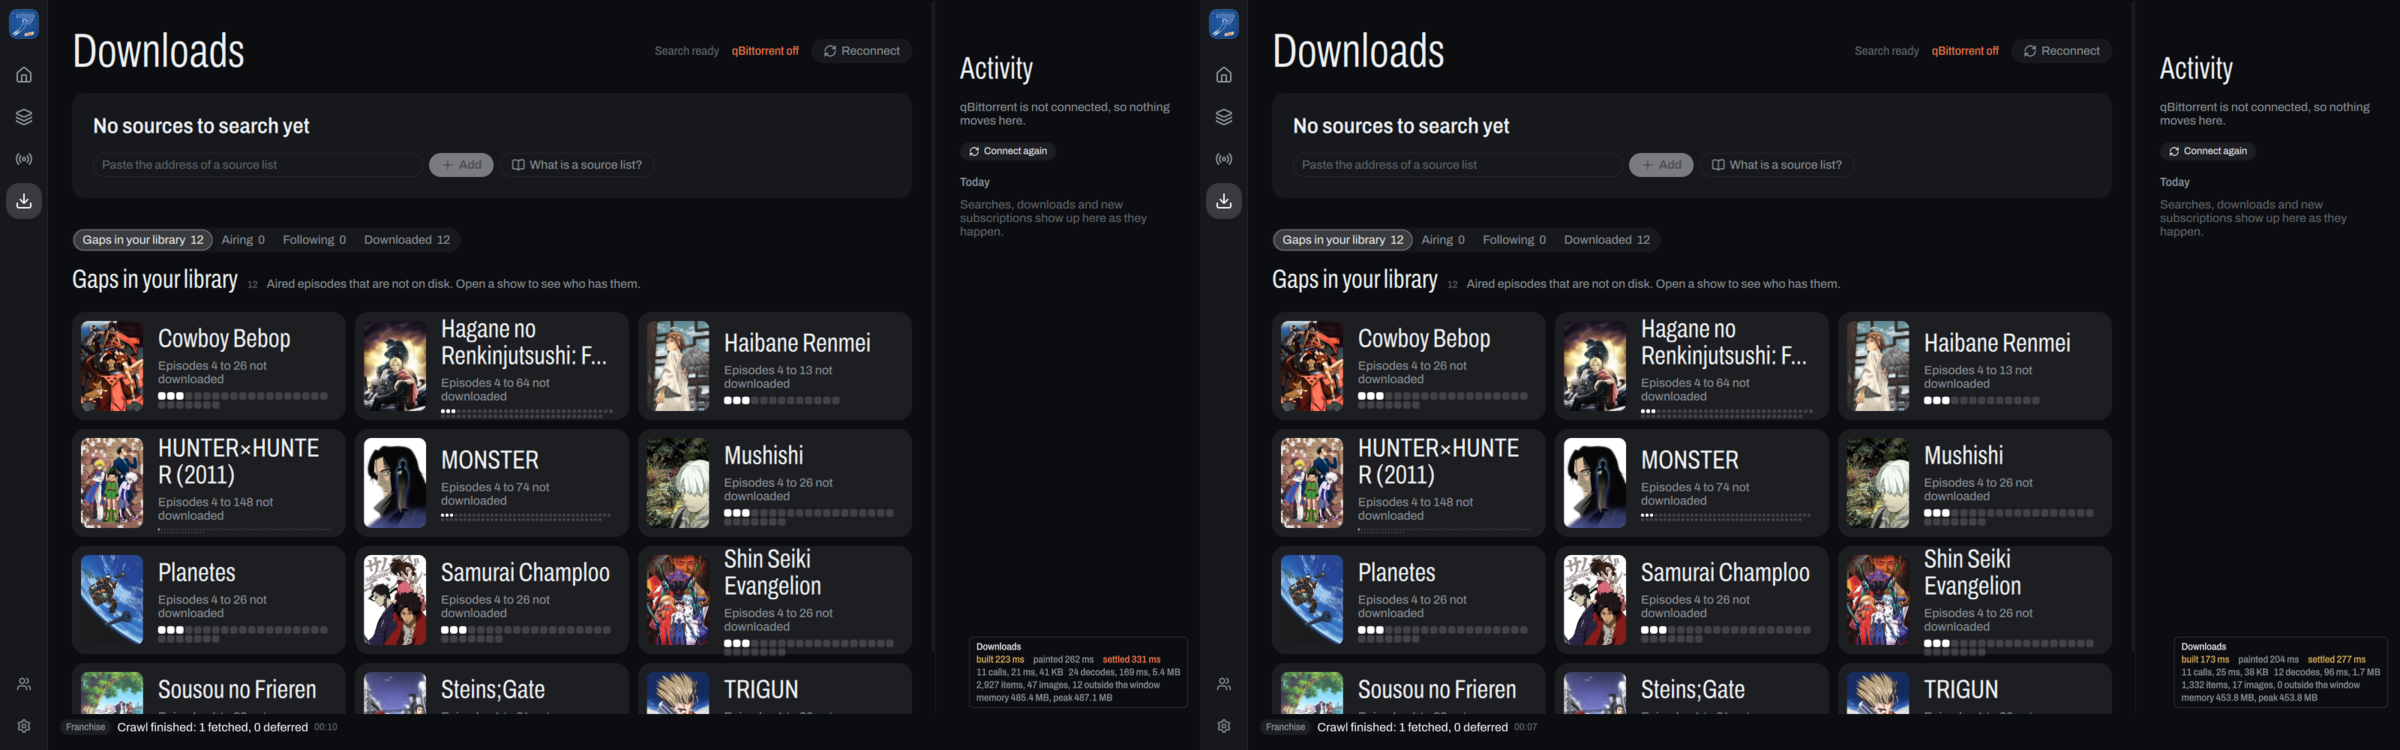 Downloads
Search ready qBittorrent off Reconnect
No sources to search yet
Paste the address of a source list + Add What is a source list?
Gaps in your library 12 Airing 0 Following 0 Downloaded 12
Gaps in your library 12 Aired episodes that are not on disk. Open a show to see who has them.
Cowboy Bebop
Episodes 4 to 26 not
downloaded
Hagane no
Renkinjutsushi: F...
Episodes 4 to 64 not
downloaded
Haibane Renmei
Episodes 4 to 13 not
downloaded
HUNTER×HUNTE
R (2011)
Episodes 4 to 148 not
downloaded
MONSTER
Episodes 4 to 74 not
downloaded
Mushishi
Episodes 4 to 26 not
downloaded
Planetes
Episodes 4 to 26 not
downloaded
Samurai Champloo
Episodes 4 to 26 not
downloaded
Shin Seiki
Evangelion
Episodes 4 to 26 not
downloaded
Sousou no Frieren
Steins;Gate
TRIGUN
Franchise Crawl finished: 1 fetched, 0 deferred 00:10
Activity
qBittorrent is not connected, so nothing
moves here.
Connect again
Today
Searches, downloads and new
subscriptions show up here as they
happen.
Downloads
built 223 ms painted 262 ms settled 331 ms
11 calls, 21 ms, 41 KB 24 decodes, 169 ms, 5.4 MB
2,927 items, 47 images, 12 outside the window
memory 485.4 MB, peak 487.1 MB
Downloads
Search ready qBittorrent off Reconnect
No sources to search yet
Paste the address of a source list + Add What is a source list?
Gaps in your library 12 Airing 0 Following 0 Downloaded 12
Gaps in your library 12 Aired episodes that are not on disk. Open a show to see who has them.
Cowboy Bebop
Episodes 4 to 26 not
downloaded
Hagane no
Renkinjutsushi: F...
Episodes 4 to 64 not
downloaded
Haibane Renmei
Episodes 4 to 13 not
downloaded
HUNTER×HUNTE
R (2011)
Episodes 4 to 148 not
downloaded
MONSTER
Episodes 4 to 74 not
downloaded
Mushishi
Episodes 4 to 26 not
downloaded
Planetes
Episodes 4 to 26 not
downloaded
Samurai Champloo
Episodes 4 to 26 not
downloaded
Shin Seiki
Evangelion
Episodes 4 to 26 not
downloaded
Sousou no Frieren
Steins;Gate
TRIGUN
Franchise Crawl finished: 1 fetched, 0 deferred 00:07
Activity
qBittorrent is not connected, so nothing
moves here.
Connect again
Today
Searches, downloads and new
subscriptions show up here as they
happen.
Downloads
built 173 ms painted 204 ms settled 277 ms
11 calls, 25 ms, 38 KB 12 decodes, 96 ms, 1.7 MB
1,332 items, 17 images, 0 outside the window
memory 453.8 MB, peak 453.8 MB